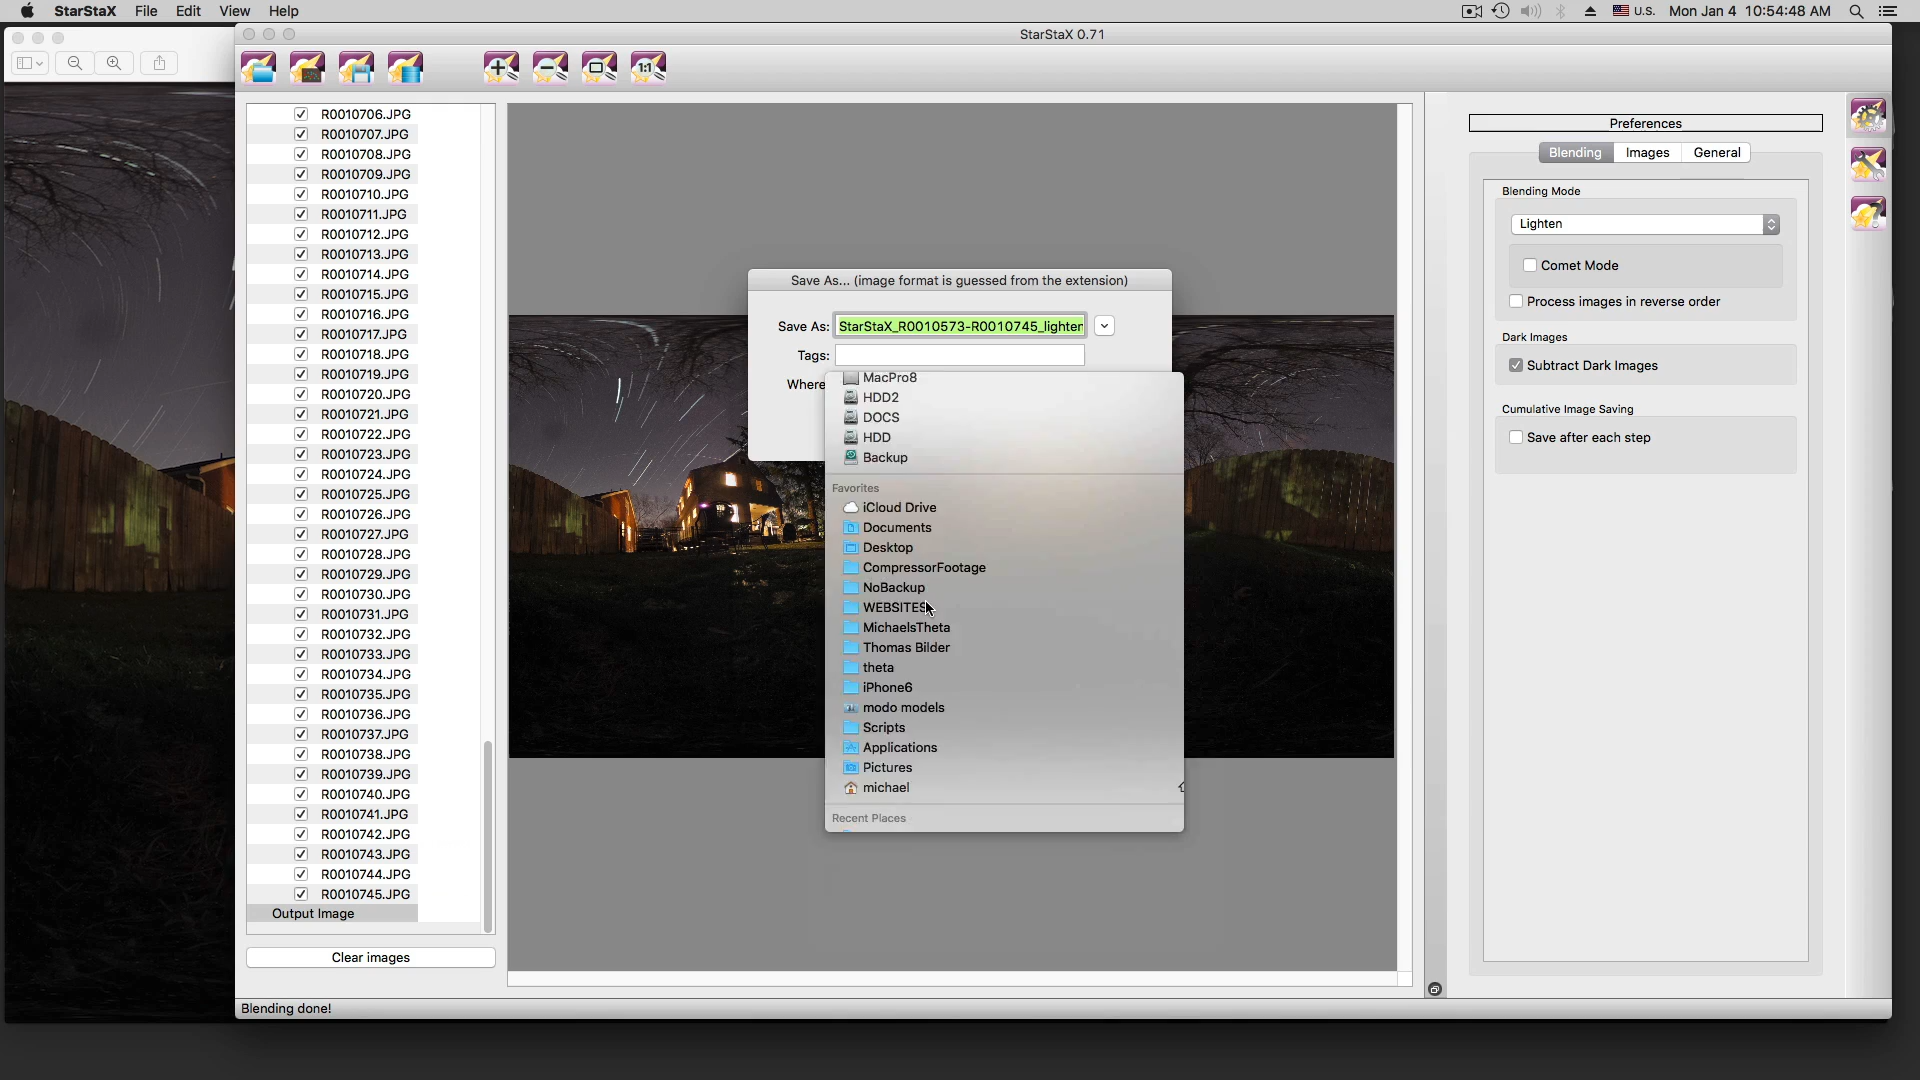 StarStaX File Edit View Help
U.S. Mon Jan 4 10:54:48 AM
StarStaX 0.71
1:1
R0010706.JPG
R0010707.JPG
R0010708.JPG
R0010709.JPG
R0010710.JPG
R0010711.JPG
R0010712.JPG
R0010713.JPG
R0010714.JPG
R0010715.JPG
R0010716.JPG
R0010717.JPG
R0010718.JPG
R0010719.JPG
R0010720.JPG
R0010721.JPG
R0010722.JPG
R0010723.JPG
R0010724.JPG
R0010725.JPG
R0010726.JPG
R0010727.JPG
R0010728.JPG
R0010729.JPG
R0010730.JPG
R0010731.JPG
R0010732.JPG
R0010733.JPG
R0010734.JPG
R0010735.JPG
R0010736.JPG
R0010737.JPG
R0010738.JPG
R0010739.JPG
R0010740.JPG
R0010741.JPG
R0010742.JPG
R0010743.JPG
R0010744.JPG
R0010745.JPG
Output Image
Clear images
Blending done!
Save As... (image format is guessed from the extension)
Save As: StarStaX_R0010573-R0010745_lighten
Tags:
Where
MacPro8
HDD2
DOCS
HDD
Backup
Favorites
iCloud Drive
Documents
Desktop
CompressorFootage
NoBackup
WEBSITES
MichaelsTheta
Thomas Bilder
theta
iPhone6
modo models
Scripts
Applications
Pictures
michael
Recent Places
Preferences
Blending Images General
Blending Mode
Lighten
Comet Mode
Process images in reverse order
Dark Images
Subtract Dark Images
Cumulative Image Saving
Save after each step